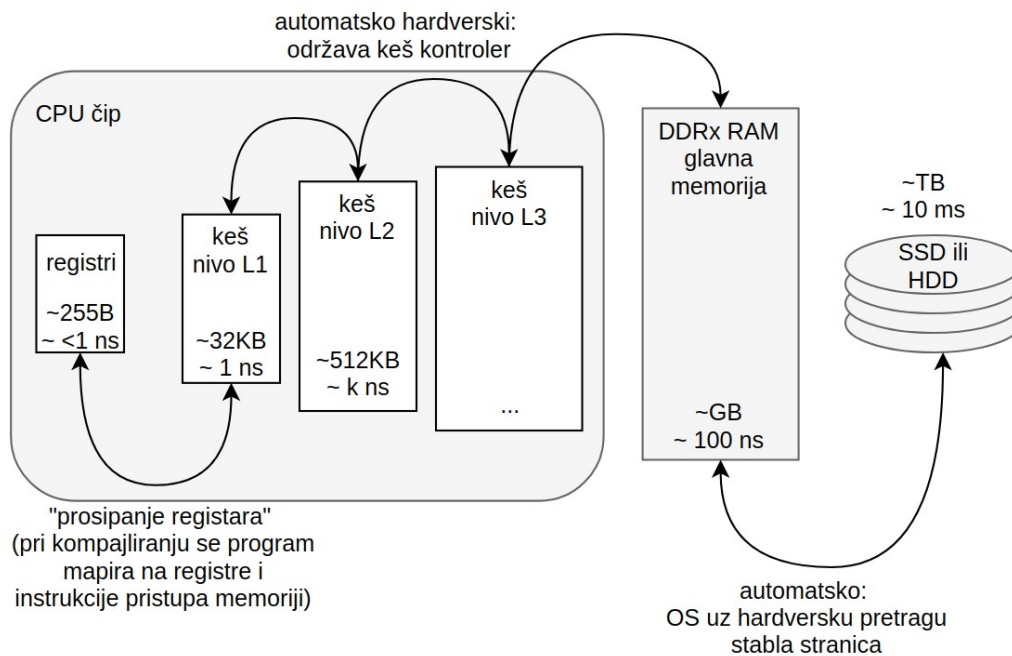 automatsko hardverski:
održava keš kontroler
CPU čip
registri
~255B
~ <1 ns
keš
nivo L1
~32KB
~ 1 ns
keš
nivo L2
~512KB
~ k ns
keš
nivo L3
...
DDRx RAM
glavna
memorija
~GB
~ 100 ns
~TB
~ 10 ms
SSD ili
HDD
"prosipanje registara"
(pri kompajliranju se program
mapira na registre i
instrukcije pristupa memoriji)
automatsko:
OS uz hardversku pretragu
stabla stranica